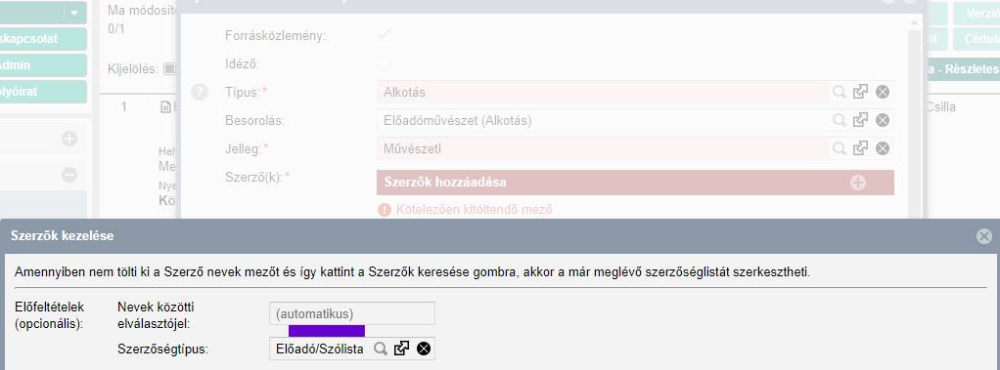 Ma módosít
0/1
skapcsolat
Admin
olyóirat
Kijelölés:
1
Forrásközlemény:
Idéző:
?
Típus:*
Alkotás
Besorolás:
Előadóművészet (Alkotás)
Jelleg:*
Művészeti
Szerző(k):*
Szerzők hozzáadása
Kötelezően kitöltendő mező
Verzió
Cédula
a - Részletes
Csilla
Me
Nye
Kö
Szerzők kezelése
Amennyiben nem tölti ki a Szerző nevek mezőt és így kattint a Szerzők keresése gombra, akkor a már meglévő szerzőséglistát szerkesztheti.
Előfeltételek
(opcionális):
Nevek közötti
elválasztójel:
(automatikus)
Szerzőségtípus:
Előadó/Szólista